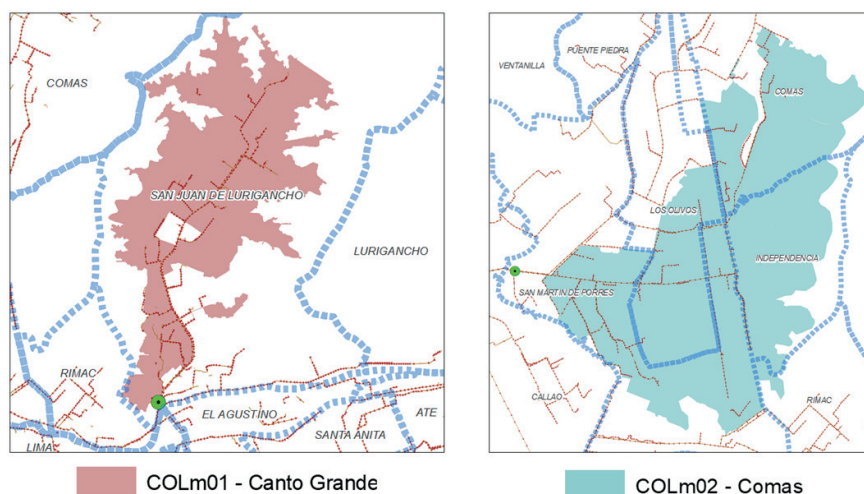 COMAS
SAN JUAN DE LURIGANCHO
LURIGANCHO
RIMAC
EL AGUSTINO
ATE
SANTA ANITA
LIMA
COLm01 - Canto Grande
PUENTE PIEDRA
VENTANILLA
COMAS
LOS OLIVOS
INDEPENDENCIA
SAN MARTIN DE PORRES
CALLAO
RIMAC
COLm02 - Comas